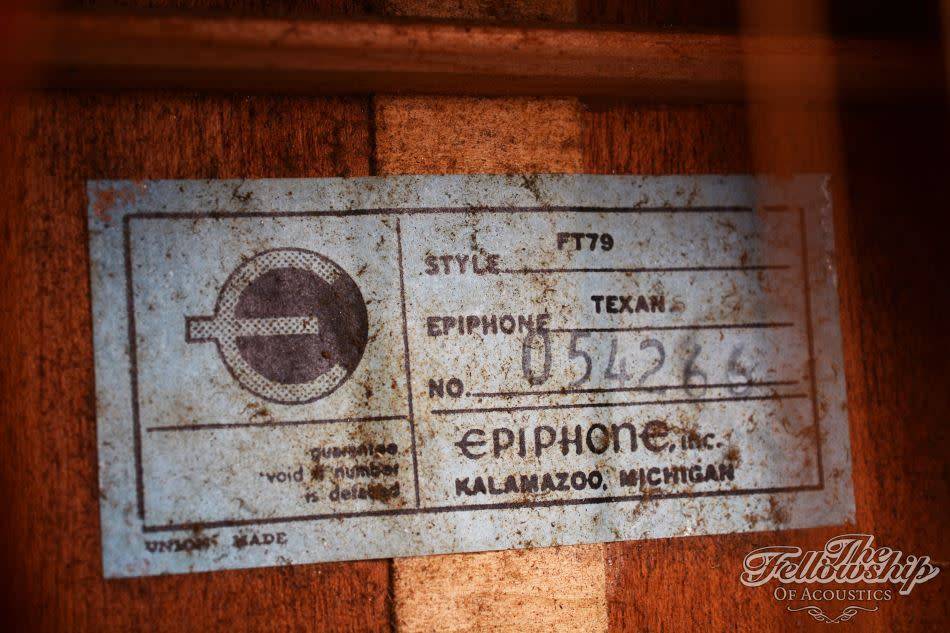 STYLE FT79
EPIPHONE TEXAN
NO. 054266
EPIPHONE, INC.
KALAMAZOO, MICHIGAN
guarantee
void if number
is defaced
UNION MADE
The
Fellowship
OF ACOUSTICS